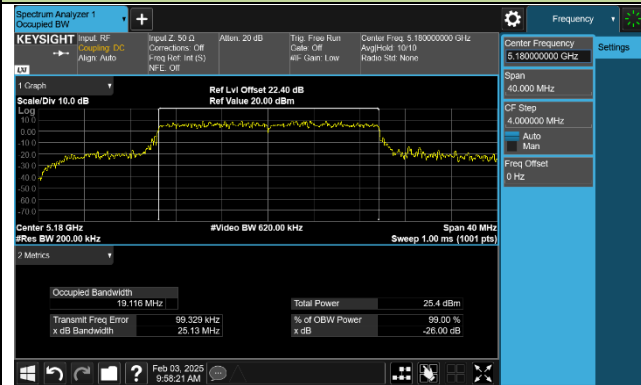 Spectrum Analyzer 1
Occupied BW
Frequency
KEYSIGHT
Input: RF
Coupling: DC
Align: Auto
Input Z: 50 Ω
Corrections: Off
Freq Ref: Int (S)
NFE: Off
Atten: 20 dB
Trig: Free Run
Gate: Off
#IF Gain: Low
Center Freq: 5.180000000 GHz
Avg|Hold: 10/10
Radio Std: None
LXI
Center Frequency
5.180000000 GHz
Settings
Span
40.000 MHz
CF Step
4.000000 MHz
Auto
Man
Freq Offset
0 Hz
1 Graph
Scale/Div 10.0 dB
Ref Lvl Offset 22.40 dB
Ref Value 20.00 dBm
Log
10.0
0.00
-10.0
-20.0
-30.0
-40.0
-50.0
-60.0
-70.0
Center 5.18 GHz
#Video BW 620.00 kHz
Span 40 MHz
#Res BW 200.00 kHz
Sweep 1.00 ms (1001 pts)
2 Metrics
Occupied Bandwidth
19.116 MHz
Total Power 25.4 dBm
Transmit Freq Error 99.329 kHz
% of OBW Power 99.00 %
x dB Bandwidth 25.13 MHz
x dB -26.00 dB
?
Feb 03, 2025
9:58:21 AM